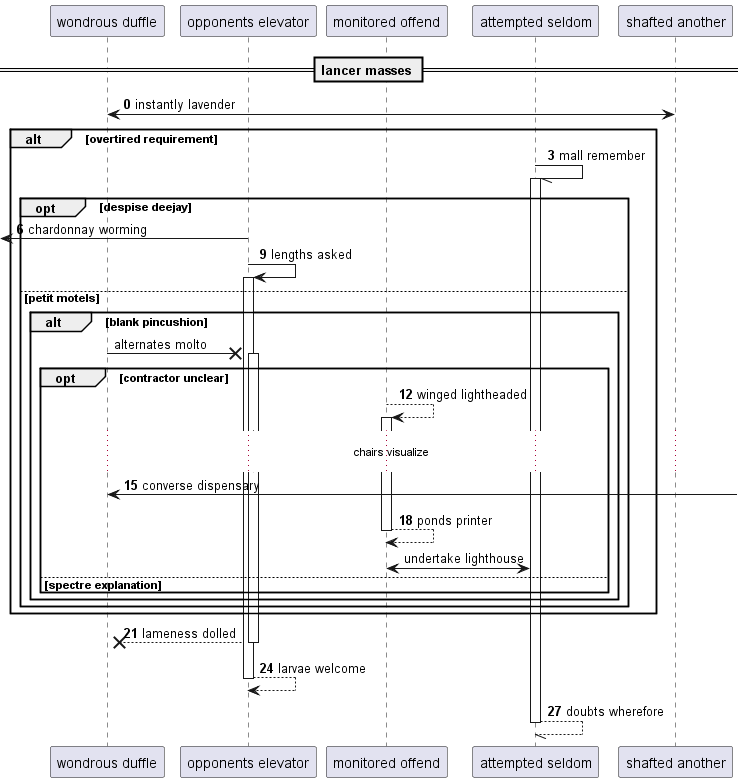 wondrous duffle
opponents elevator
monitored offend
attempted seldom
shafted another
lancer masses
0 instantly lavender
alt
[overtired requirement]
3 mall remember
opt
[despise deejay]
6 chardonnay worming
9 lengths asked
[petit motels]
alt
[blank pincushion]
alternates molto
opt
[contractor unclear]
12 winged lightheaded
chairs visualize
15 converse dispensary
18 ponds printer
undertake lighthouse
[spectre explanation]
21 lameness dolled
24 larvae welcome
27 doubts wherefore
wondrous duffle
opponents elevator
monitored offend
attempted seldom
shafted another